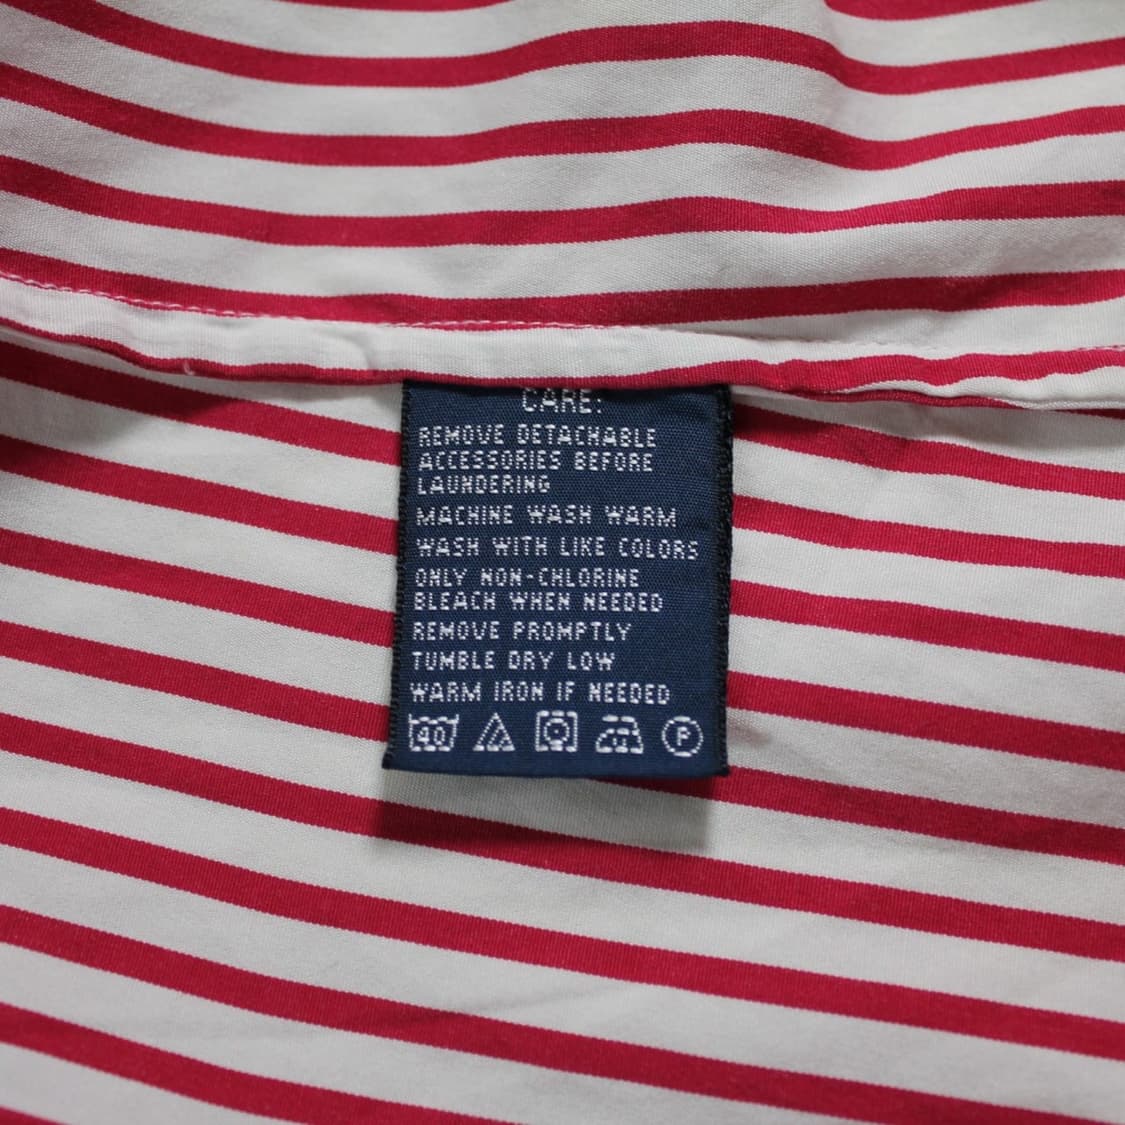 CARE:
REMOVE DETACHABLE
ACCESSORIES BEFORE
LAUNDERING
MACHINE WASH WARM
WASH WITH LIKE COLORS
ONLY NON-CHLORINE
BLEACH WHEN NEEDED
REMOVE PROMPTLY
TUMBLE DRY LOW
WARM IRON IF NEEDED
40 P